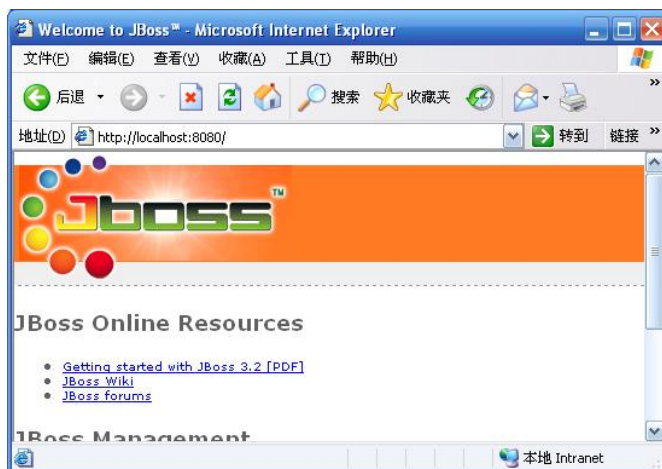 Welcome to JBoss™ - Microsoft Internet Explorer
文件(F) 编辑(E) 查看(V) 收藏(A) 工具(T) 帮助(H)
后退 搜索 收藏夹 »
地址(D) http://localhost:8080/ 转到 链接 »
Jboss™
JBoss Online Resources
Getting started with JBoss 3.2 [PDF]
JBoss Wiki
JBoss forums
JBoss Management
本地 Intranet